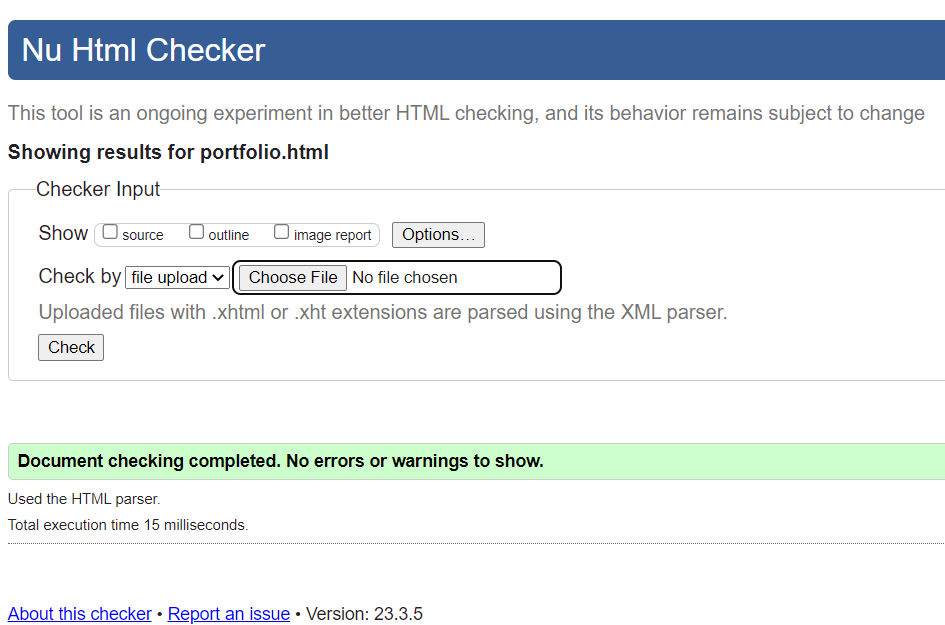 Nu Html Checker
This tool is an ongoing experiment in better HTML checking, and its behavior remains subject to change
Showing results for portfolio.html
Checker Input
Show source outline image report Options...
Check by file upload Choose File No file chosen
Uploaded files with .xhtml or .xht extensions are parsed using the XML parser.
Check
Document checking completed. No errors or warnings to show.
Used the HTML parser.
Total execution time 15 milliseconds.
About this checker • Report an issue • Version: 23.3.5